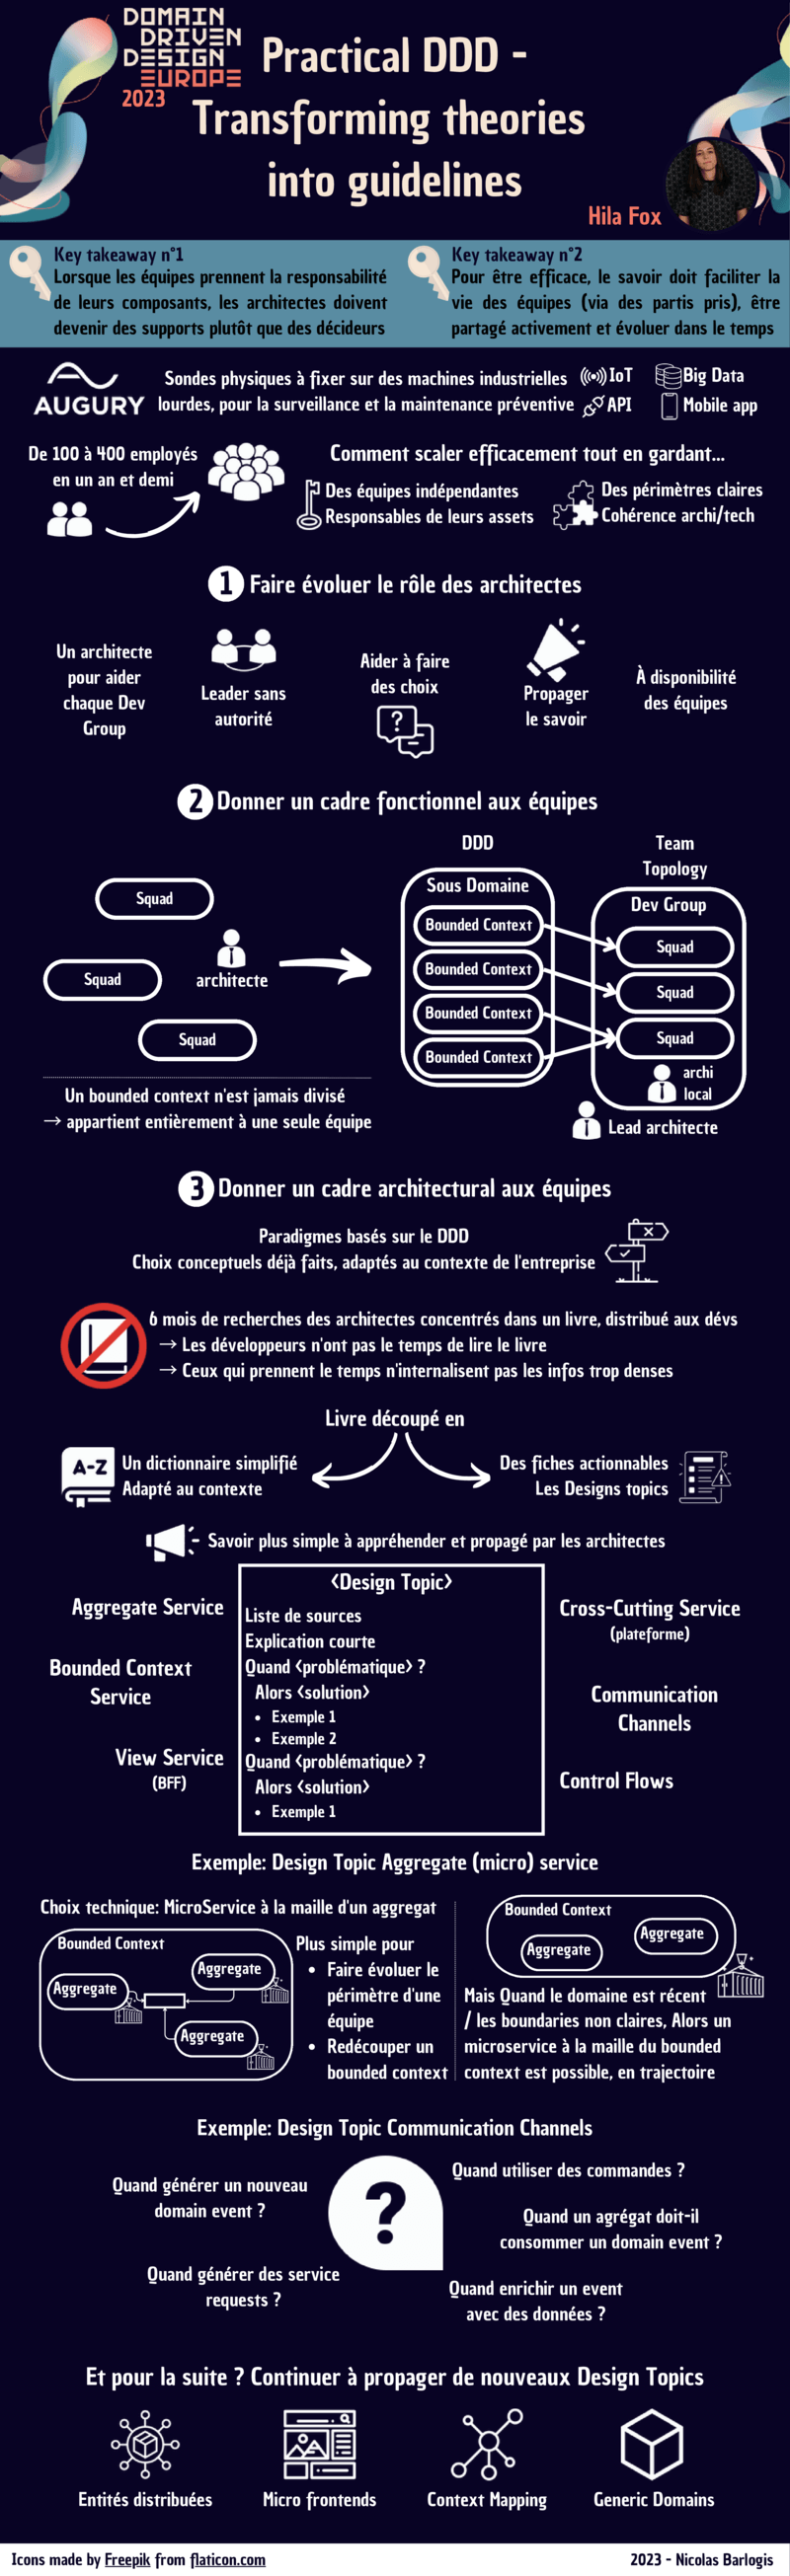 DOMAIN
DRIVEN
DESIGN
EUROPE
2023
Practical DDD -
Transforming theories
into guidelines
Hila Fox
Key takeaway n°1
Lorsque les équipes prennent la responsabilité
de leurs composants, les architectes doivent
devenir des supports plutôt que des décideurs
Key takeaway n°2
Pour être efficace, le savoir doit faciliter la
vie des équipes (via des partis pris), être
partagé activement et évoluer dans le temps
AUGURY
Sondes physiques à fixer sur des machines industrielles
lourdes, pour la surveillance et la maintenance préventive
IoT
Big Data
API
Mobile app
De 100 à 400 employés
en un an et demi
Comment scaler efficacement tout en gardant...
Des équipes indépendantes
Responsables de leurs assets
Des périmètres claires
Cohérence archi/tech
1 Faire évoluer le rôle des architectes
Un architecte
pour aider
chaque Dev
Group
Leader sans
autorité
Aider à faire
des choix
?
Propager
le savoir
À disponibilité
des équipes
2 Donner un cadre fonctionnel aux équipes
Squad
Squad
architecte
Squad
DDD
Sous Domaine
Bounded Context
Bounded Context
Bounded Context
Bounded Context
Team
Topology
Dev Group
Squad
Squad
Squad
archi
local
Lead architecte
Un bounded context n'est jamais divisé
→ appartient entièrement à une seule équipe
3 Donner un cadre architectural aux équipes
Paradigmes basés sur le DDD
Choix conceptuels déjà faits, adaptés au contexte de l'entreprise
6 mois de recherches des architectes concentrés dans un livre, distribué aux dévs
→ Les développeurs n'ont pas le temps de lire le livre
→ Ceux qui prennent le temps n'internalisent pas les infos trop denses
Livre découpé en
A-Z
Un dictionnaire simplifié
Adapté au contexte
Des fiches actionnables
Les Designs topics
Savoir plus simple à appréhender et propagé par les architectes
Aggregate Service
Bounded Context
Service
View Service
(BFF)
<Design Topic>
Liste de sources
Explication courte
Quand <problématique> ?
Alors <solution>
• Exemple 1
• Exemple 2
Quand <problématique> ?
Alors <solution>
• Exemple 1
Cross-Cutting Service
(plateforme)
Communication
Channels
Control Flows
Exemple: Design Topic Aggregate (micro) service
Choix technique: MicroService à la maille d'un aggregat
Bounded Context
Aggregate
Aggregate
Aggregate
Plus simple pour
• Faire évoluer le
périmètre d'une
équipe
• Redécouper un
bounded context
Bounded Context
Aggregate
Aggregate
Mais Quand le domaine est récent
/ les boundaries non claires, Alors un
microservice à la maille du bounded
context est possible, en trajectoire
Exemple: Design Topic Communication Channels
Quand générer un nouveau
domain event ?
Quand générer des service
requests ?
?
Quand utiliser des commandes ?
Quand un agrégat doit-il
consommer un domain event ?
Quand enrichir un event
avec des données ?
Et pour la suite ? Continuer à propager de nouveaux Design Topics
Entités distribuées
Micro frontends
Context Mapping
Generic Domains
Icons made by Freepik from flaticon.com
2023 - Nicolas Barlogis